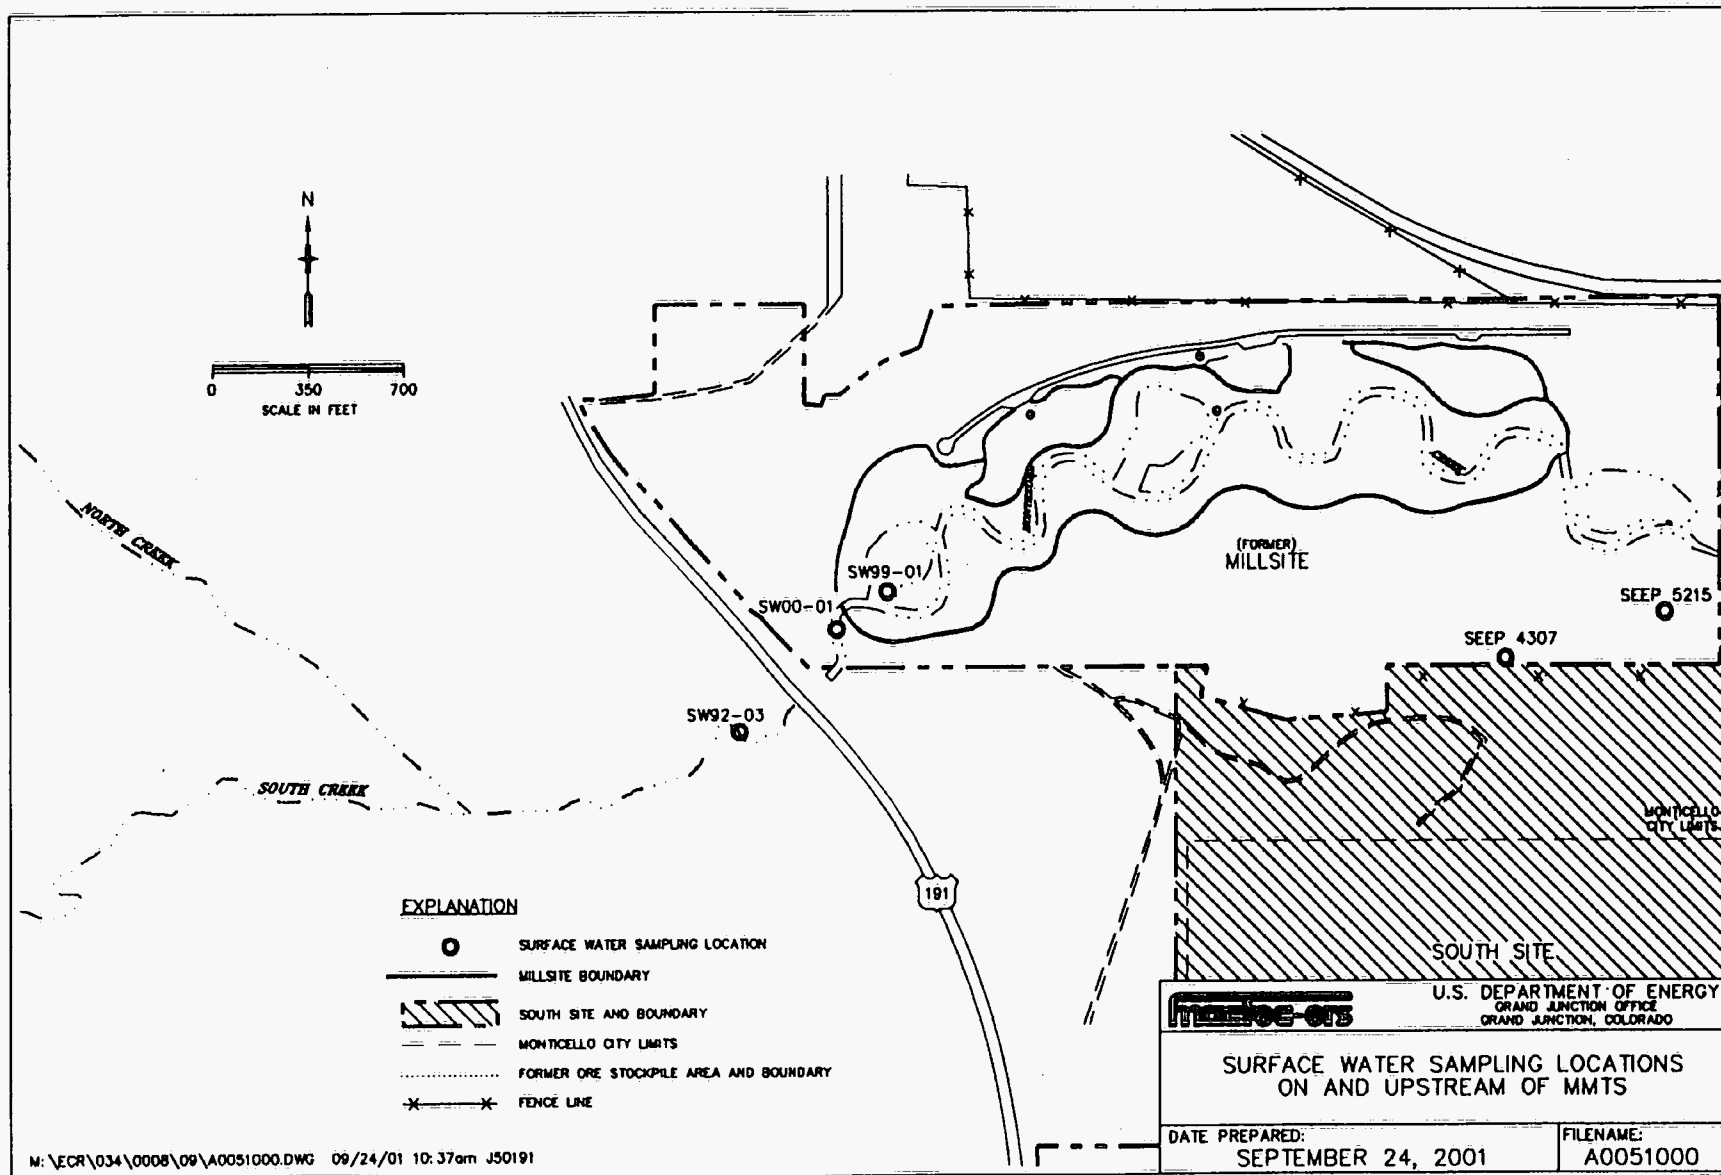 N
0 350 700
SCALE IN FEET
NORTH CREEK
SOUTH CREEK
SW99-01
SW00-01
SW92-03
(FORMER)
MILLSITE
CREEK
SEEP 5215
SEEP 4307
MONTICELLO
CITY LIMITS
191
SOUTH SITE
EXPLANATION
SURFACE WATER SAMPLING LOCATION
MILLSITE BOUNDARY
SOUTH SITE AND BOUNDARY
MONTICELLO CITY LIMITS
FORMER ORE STOCKPILE AREA AND BOUNDARY
FENCE LINE
U.S. DEPARTMENT OF ENERGY
GRAND JUNCTION OFFICE
GRAND JUNCTION, COLORADO
SURFACE WATER SAMPLING LOCATIONS
ON AND UPSTREAM OF MMTS
DATE PREPARED:
SEPTEMBER 24, 2001
FILENAME:
A0051000
M:\ECR\034\0008\09\A0051000.DWG 09/24/01 10:37am J50191